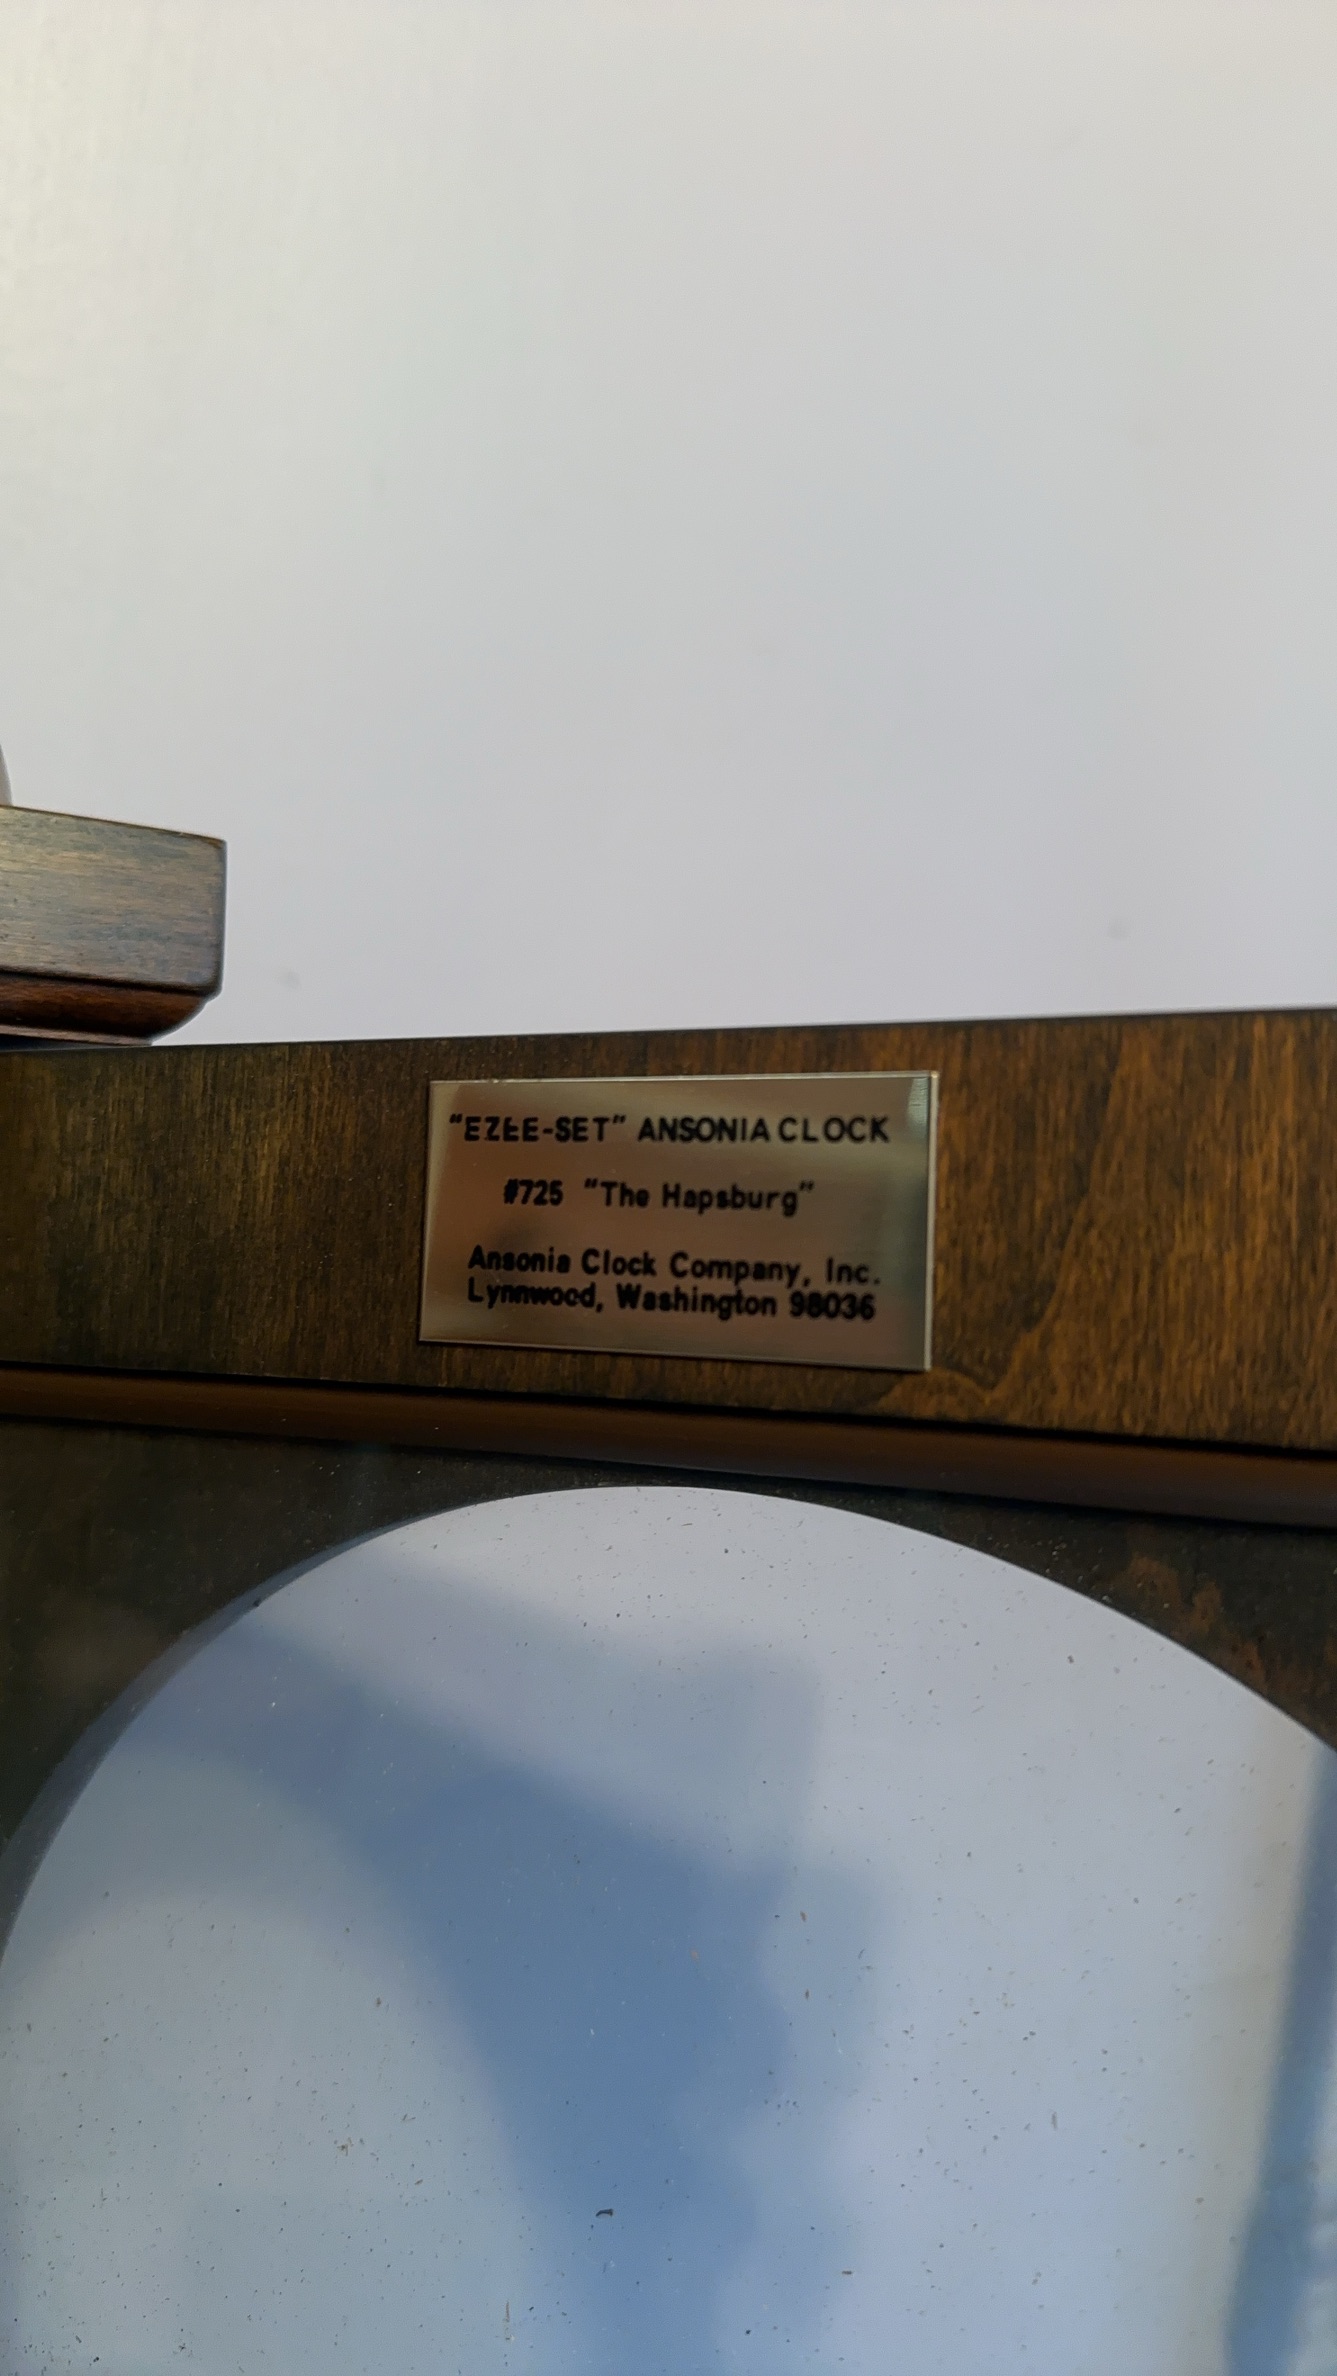 "EZEE-SET" ANSONIA CLOCK
#725 "The Hapsburg"
Ansonia Clock Company, Inc.
Lynnwood, Washington 98036